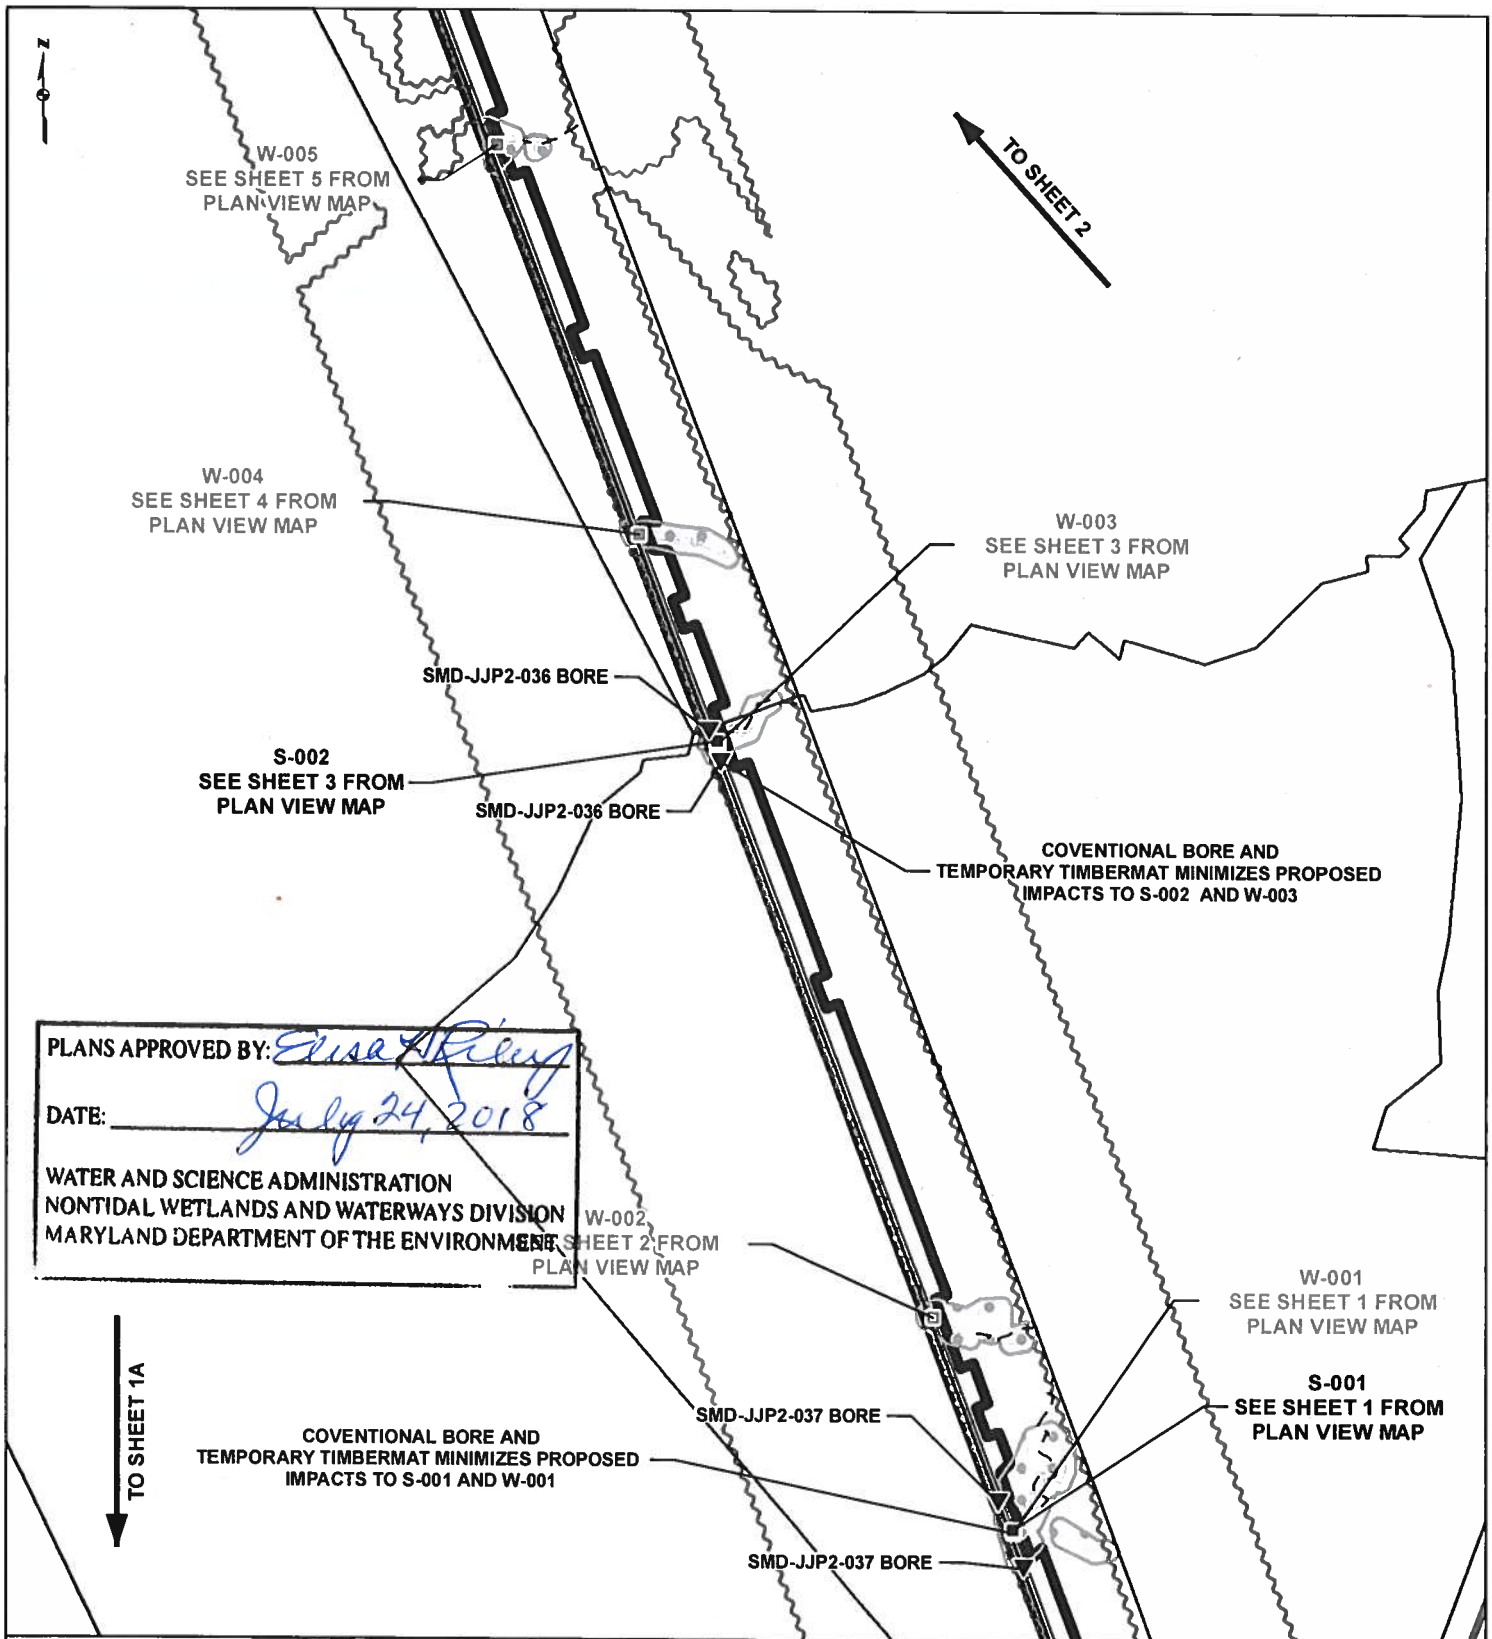 N
TO SHEET 2
W-005
SEE SHEET 5 FROM
PLAN VIEW MAP
W-004
SEE SHEET 4 FROM
PLAN VIEW MAP
W-003
SEE SHEET 3 FROM
PLAN VIEW MAP
SMD-JJP2-036 BORE
S-002
SEE SHEET 3 FROM
PLAN VIEW MAP
SMD-JJP2-036 BORE
COVENTIONAL BORE AND
TEMPORARY TIMBERMAT MINIMIZES PROPOSED
IMPACTS TO S-002 AND W-003
PLANS APPROVED BY: Elisa A Riley
DATE: July 24, 2018
WATER AND SCIENCE ADMINISTRATION
NONTIDAL WETLANDS AND WATERWAYS DIVISION
MARYLAND DEPARTMENT OF THE ENVIRONMENT
W-002
SEE SHEET 2 FROM
PLAN VIEW MAP
W-001
SEE SHEET 1 FROM
PLAN VIEW MAP
S-001
SEE SHEET 1 FROM
PLAN VIEW MAP
TO SHEET 1A
SMD-JJP2-037 BORE
COVENTIONAL BORE AND
TEMPORARY TIMBERMAT MINIMIZES PROPOSED
IMPACTS TO S-001 AND W-001
SMD-JJP2-037 BORE